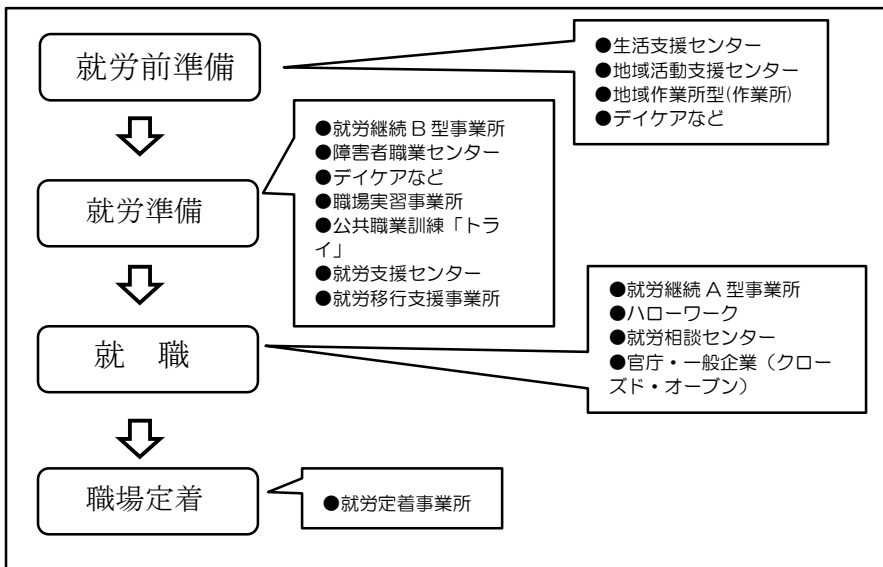 就労前準備
●生活支援センター
●地域活動支援センター
●地域作業所型(作業所)
●デイケアなど
就労準備
●就労継続B型事業所
●障害者職業センター
●デイケアなど
●職場実習事業所
●公共職業訓練「トラ
イ」
●就労支援センター
●就労移行支援事業所
就　職
●就労継続A型事業所
●ハローワーク
●就労相談センター
●官庁・一般企業（クロー
ズド・オープン）
職場定着
●就労定着事業所